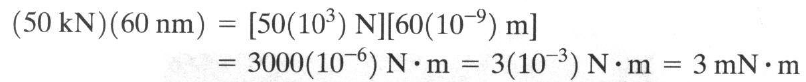 (50 kN)(60 nm) = [50(10³) N][60(10⁻⁹) m]
= 3000(10⁻⁶) N·m = 3(10⁻³) N·m = 3 mN·m